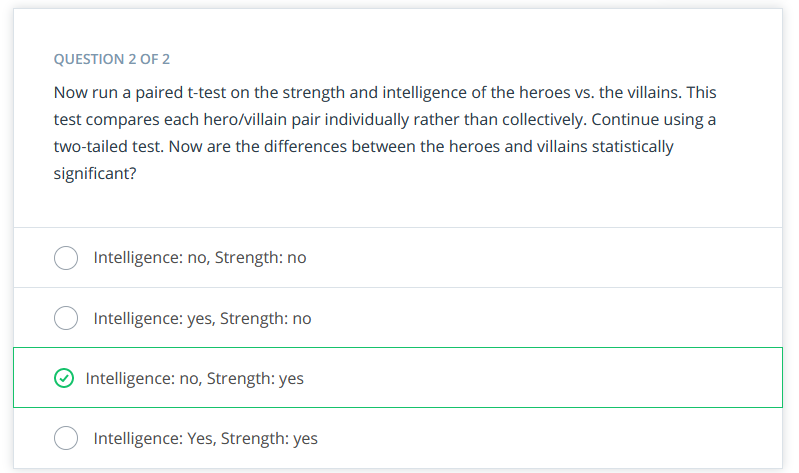 QUESTION 2 OF 2
Now run a paired t-test on the strength and intelligence of the heroes vs. the villains. This
test compares each hero/villain pair individually rather than collectively. Continue using a
two-tailed test. Now are the differences between the heroes and villains statistically
significant?
Intelligence: no, Strength: no
Intelligence: yes, Strength: no
Intelligence: no, Strength: yes
Intelligence: Yes, Strength: yes